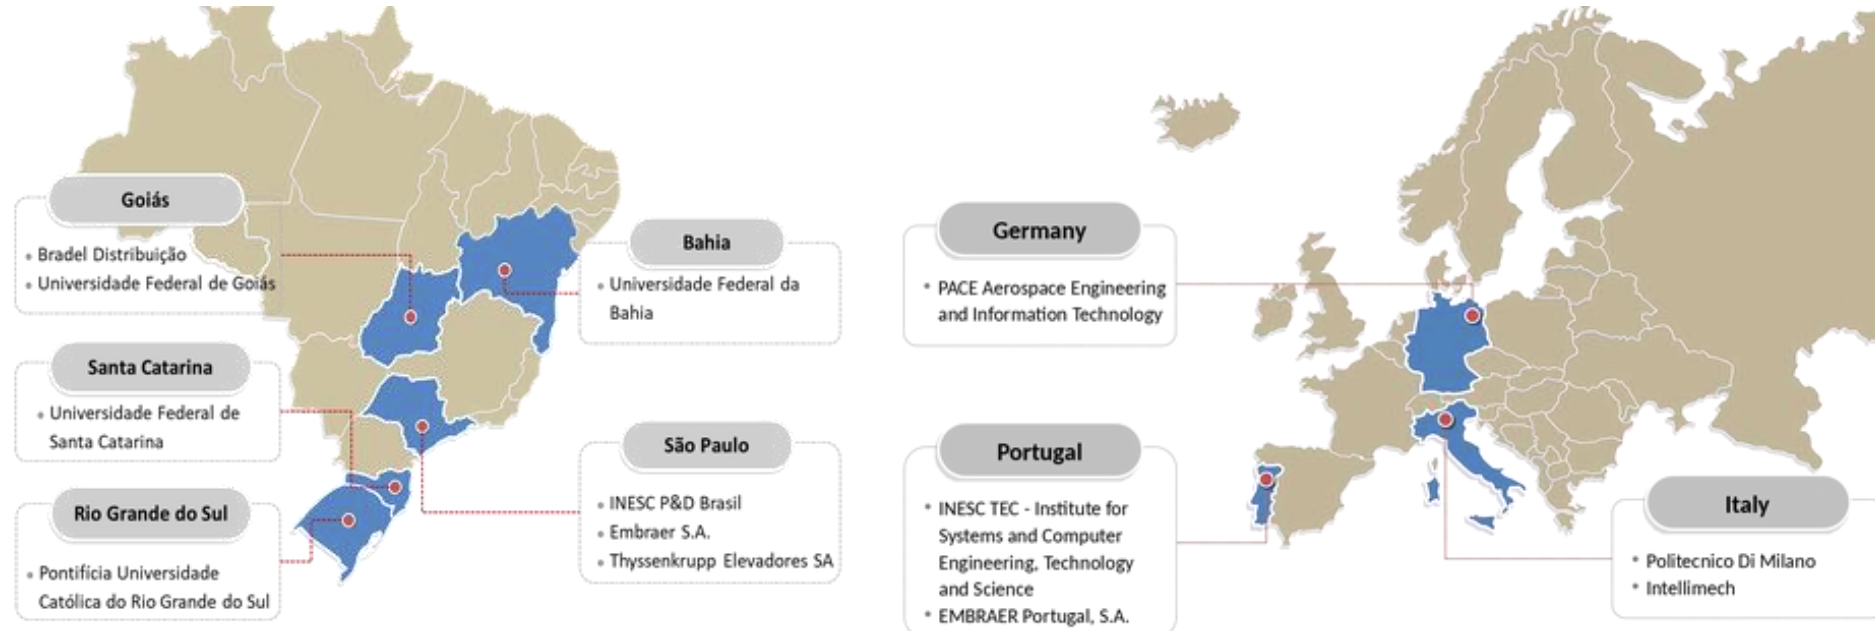 Goiás
Bradel Distribuição
Universidade Federal de Goiás
Bahia
Universidade Federal da
Bahia
Santa Catarina
Universidade Federal de
Santa Catarina
São Paulo
INESC P&D Brasil
Embraer S.A.
Thyssenkrupp Elevadores SA
Rio Grande do Sul
Pontifícia Universidade
Católica do Rio Grande do Sul
Germany
PACE Aerospace Engineering
and Information Technology
Portugal
INESC TEC - Institute for
Systems and Computer
Engineering, Technology
and Science
EMBRAER Portugal, S.A.
Italy
Politecnico Di Milano
Intellimech